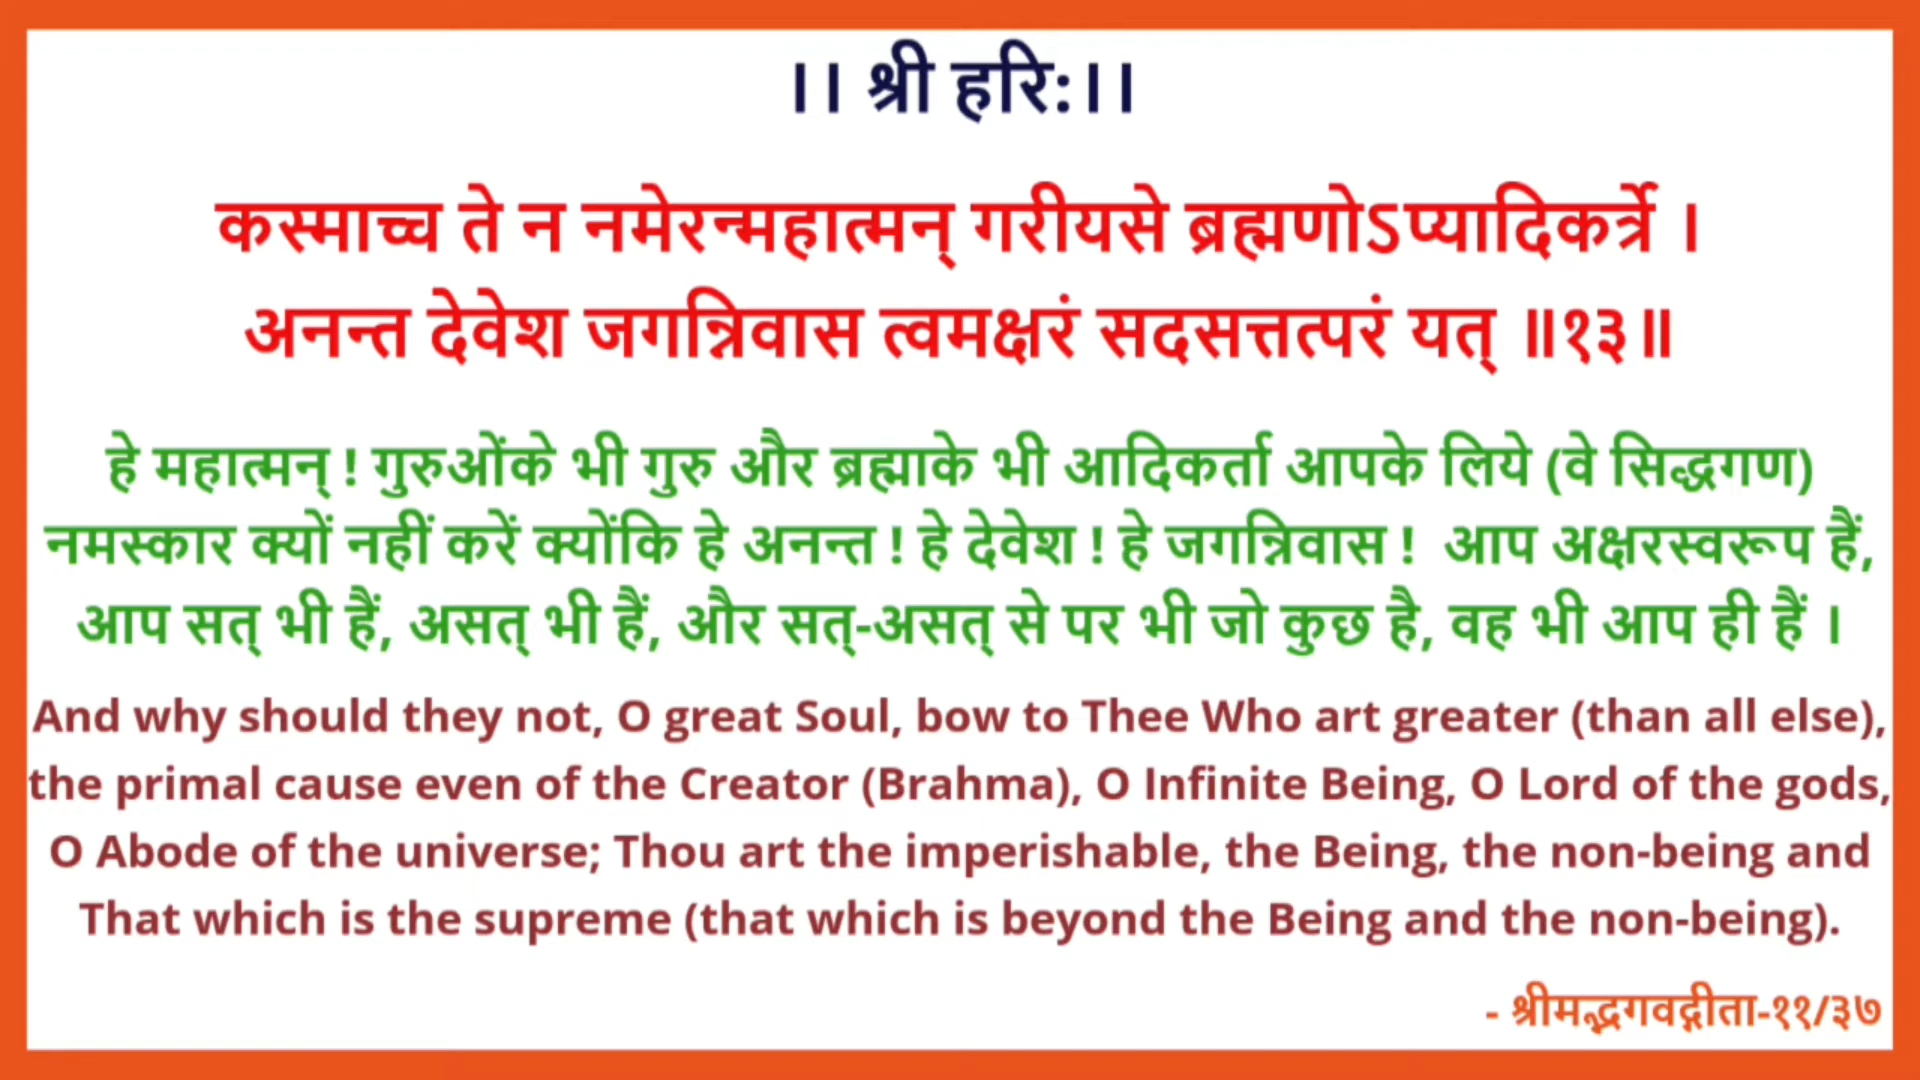 ।। श्री हरि:।।
कस्माच्च ते न नमेरन्महात्मन् गरीयसे ब्रह्मणोऽप्यादिकर्त्रे ।
अनन्त देवेश जगन्निवास त्वमक्षरं सदसत्तत्परं यत् ॥१३॥
हे महात्मन् ! गुरुओंके भी गुरु और ब्रह्माके भी आदिकर्ता आपके लिये (वे सिद्धगण)
नमस्कार क्यों नहीं करें क्योंकि हे अनन्त ! हे देवेश ! हे जगन्निवास ! आप अक्षरस्वरूप हैं,
आप सत् भी हैं, असत् भी हैं, और सत्-असत् से पर भी जो कुछ है, वह भी आप ही हैं ।
And why should they not, O great Soul, bow to Thee Who art greater (than all else),
the primal cause even of the Creator (Brahma), O Infinite Being, O Lord of the gods,
O Abode of the universe; Thou art the imperishable, the Being, the non-being and
That which is the supreme (that which is beyond the Being and the non-being).
- श्रीमद्भगवद्गीता-११/३७